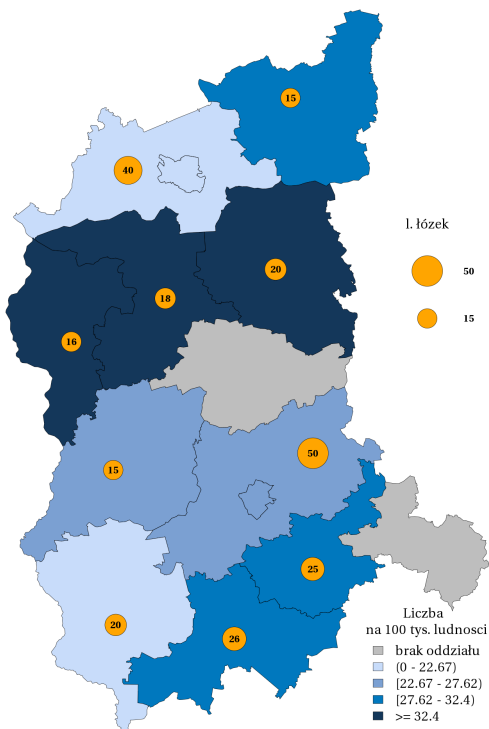 15
40
l. łózek
20
50
18
15
16
50
15
25
Liczba
na 100 tys. ludnosci
20
26
brak oddziału
(0 - 22.67)
[22.67 - 27.62)
[27.62 - 32.4)
>= 32.4